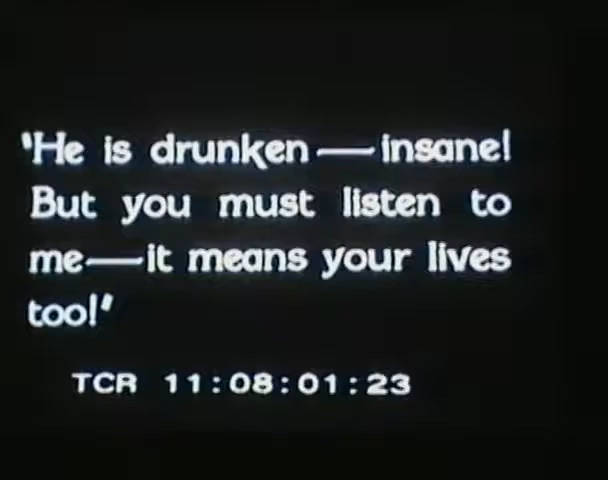 'He is drunken — insane!
But you must listen to
me — it means your lives
too!'
TCR 11:08:01:23